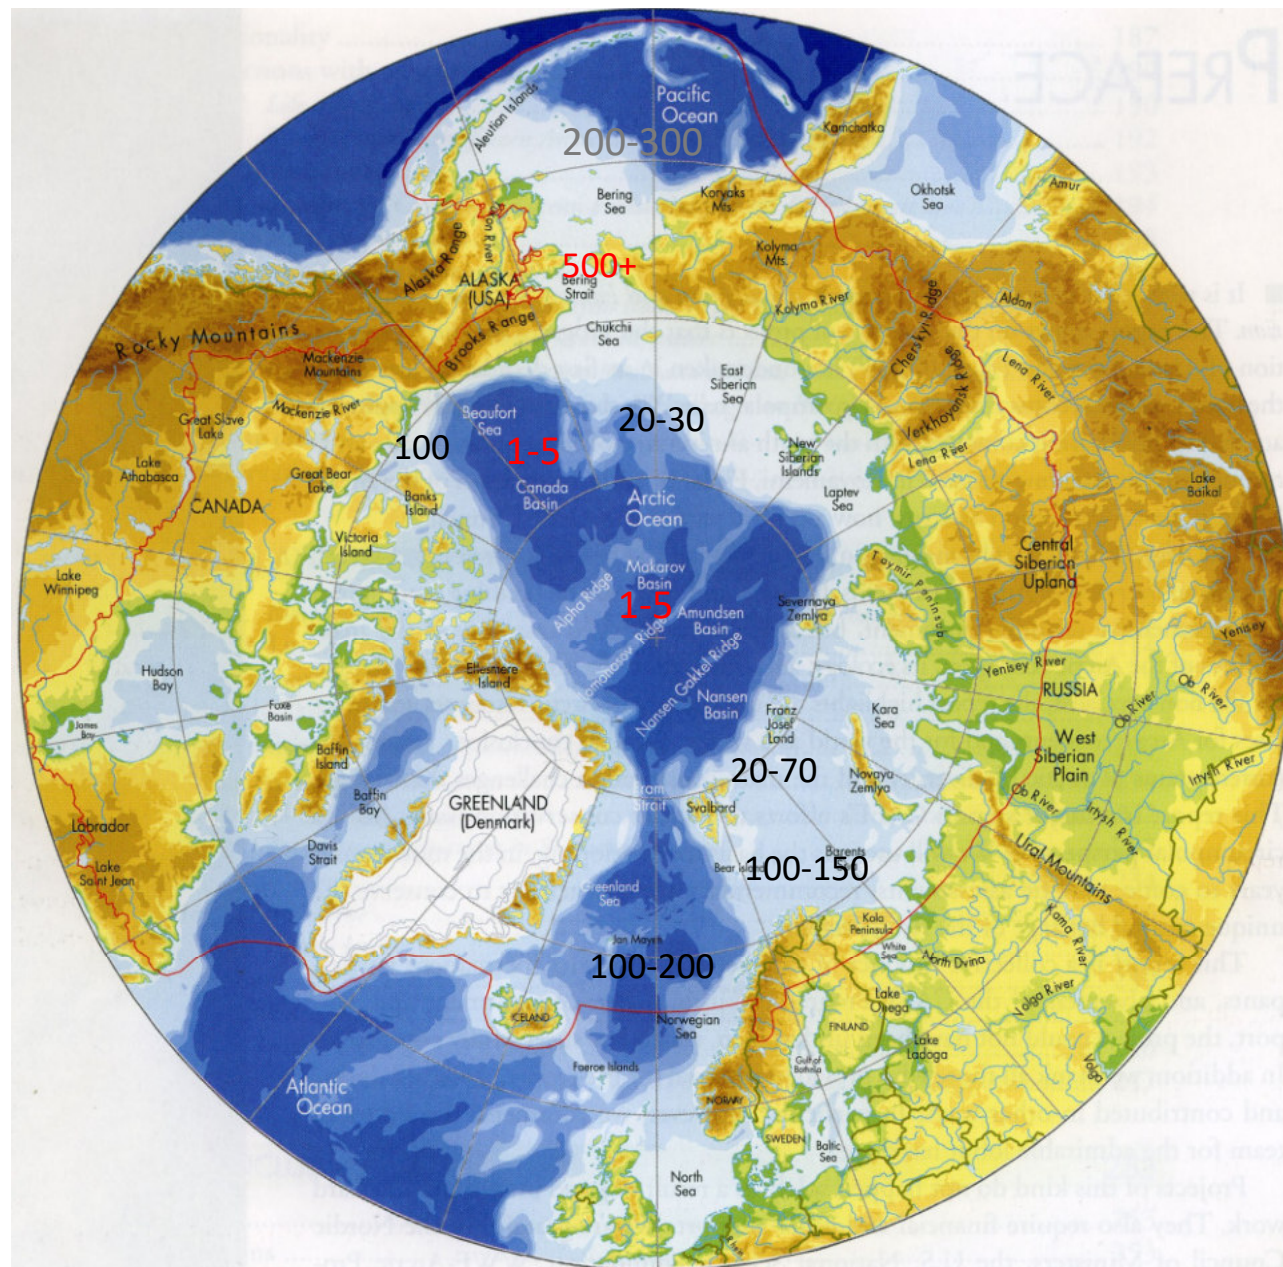 PREFACE
Pacific
Ocean
Aleutian Islands
200-300
Kamchatka
Bering
Sea
Koryaks
Mts.
Okhotsk
Sea
Amur
Kolyma
Mts.
Alaska Range
ALASKA
(USA)
500+
Bering
Strait
Kolyma River
Cherskyi Ridge
Aldan
Rocky Mountains
Brooks Range
Chukchi
Sea
Mackenzie
Mountains
East
Siberian
Sea
Verkhoyansk Ridge
Lena River
Mackenzie River
Great Slave
Lake
Beaufort
Sea
20-30
100
1-5
New
Siberian
Islands
Lena River
Lake
Athabasca
Great Bear
Lake
Banks
Island
Canada
Basin
Arctic
Ocean
Laptev
Sea
Lake
Baikal
CANADA
Victoria
Island
Central
Siberian
Upland
Lake
Winnipeg
Alpha Ridge
Makarov
Basin
1-5
Amundsen
Basin
Taymir Peninsula
Severnaya
Zemlya
Yenisey
Hudson
Bay
Ellesmere
Island
Lomonosov Ridge
Nansen Gakkel Ridge
Nansen
Basin
Yenisey River
RUSSIA
Ob River
Ob River
James
Bay
Foxe
Basin
Franz
Josef
Land
Kara
Sea
West
Siberian
Plain
Baffin
Island
20-70
Novaya
Zemlya
Irtysh River
Baffin
Bay
GREENLAND
(Denmark)
Fram
Strait
Svalbard
Ob River
Irtysh River
Labrador
Davis
Strait
Bear Island
Barents
100-150
Ural Mountains
Lake
Saint Jean
Greenland
Sea
Kola
Peninsula
Kama River
Jan Mayen
White
Sea
North Dvina
100-200
Volga River
ICELAND
Norwegian
Sea
Lake
Onega
FINLAND
Lake
Ladoga
Volga
Faeroe Islands
Gulf of
Bothnia
Atlantic
Ocean
NORWAY
SWEDEN
Baltic
Sea
North
Sea